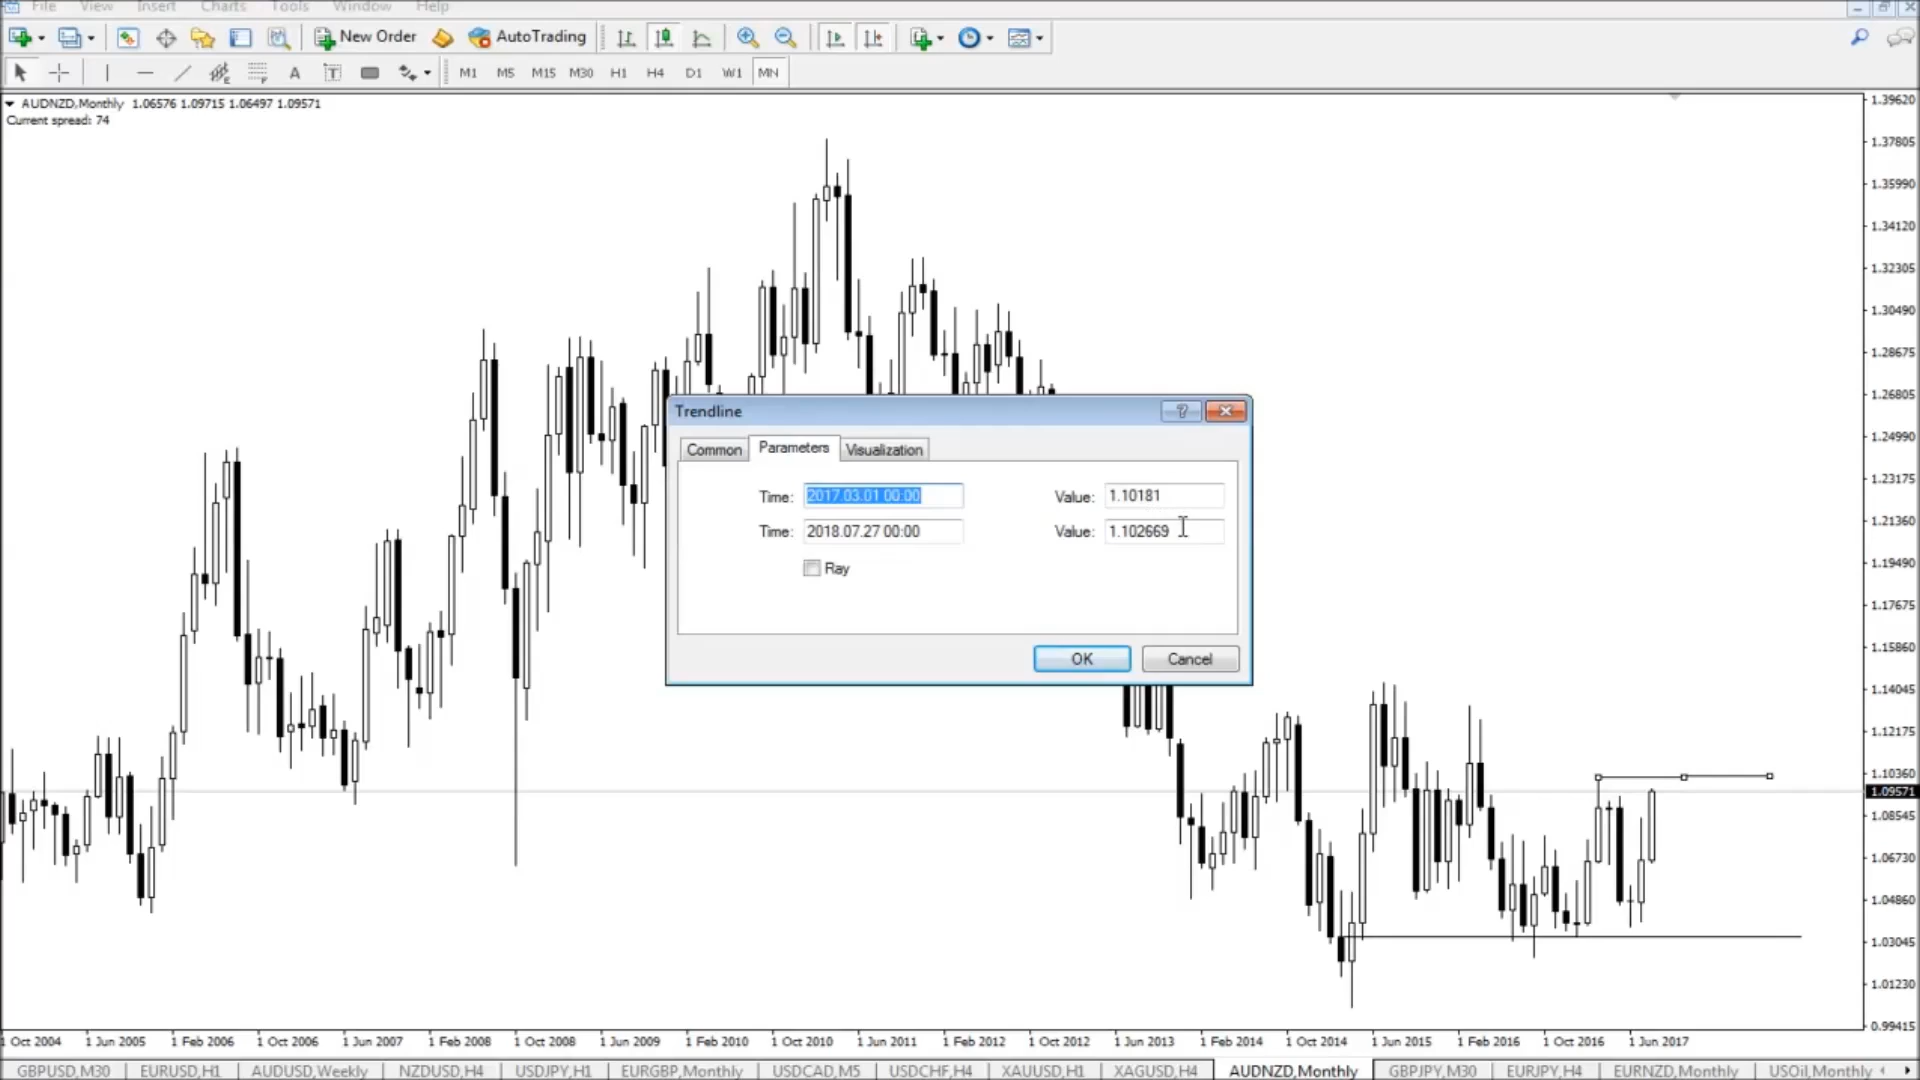 File View Insert Charts Tools Window Help
New Order AutoTrading
A T M1 M5 M15 M30 H1 H4 D1 W1 MN
AUDNZD,Monthly 1.06576 1.09715 1.06497 1.09571
Current spread: 74
1.39620
1.37805
1.35990
1.34120
1.32305
1.30490
1.28675
1.26805
1.24990
1.23175
1.21360
1.19490
1.17675
1.15860
1.14045
1.12175
1.10360
1.09571
1.08545
1.06730
1.04860
1.03045
1.01230
0.99415
Trendline
Common Parameters Visualization
Time: 2017.03.01 00:00 Value: 1.10181
Time: 2018.07.27 00:00 Value: 1.102669
Ray
OK Cancel
1 Oct 2004 1 Jun 2005 1 Feb 2006 1 Oct 2006 1 Jun 2007 1 Feb 2008 1 Oct 2008 1 Jun 2009 1 Feb 2010 1 Oct 2010 1 Jun 2011 1 Feb 2012 1 Oct 2012 1 Jun 2013 1 Feb 2014 1 Oct 2014 1 Jun 2015 1 Feb 2016 1 Oct 2016 1 Jun 2017
GBPUSD,M30 EURUSD,H1 AUDUSD,Weekly NZDUSD,H4 USDJPY,H1 EURGBP,Monthly USDCAD,M5 USDCHF,H4 XAUUSD,H1 XAGUSD,H4 AUDNZD,Monthly GBPJPY,M30 EURJPY,H4 EURNZD,Monthly USOil,Monthly